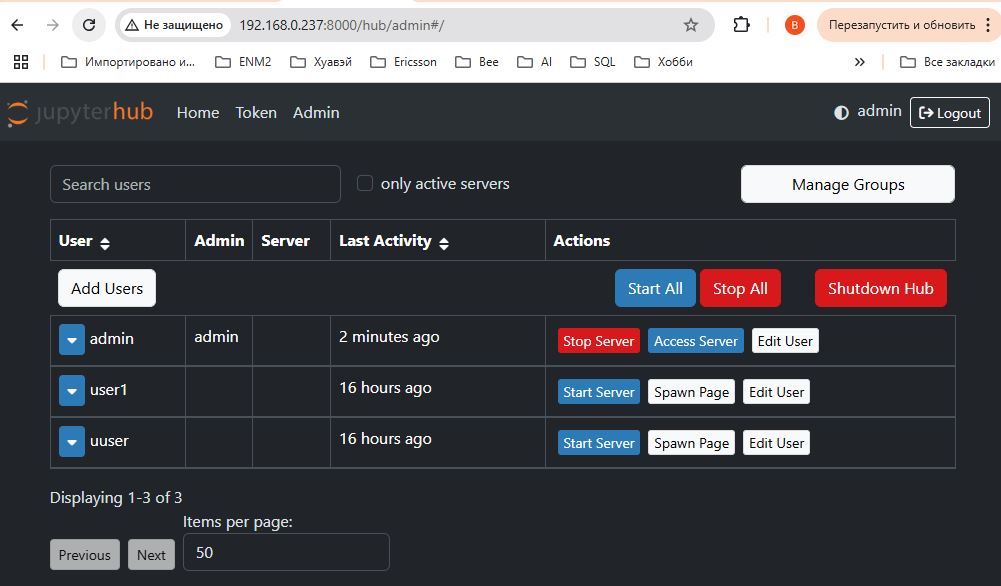 Не защищено 192.168.0.237:8000/hub/admin#/ B Перезапустить и обновить
Импортировано и... ENM2 Хуавэй Ericsson Bee AI SQL Хобби » Все закладки
jupyterhub Home Token Admin admin Logout
Search users only active servers Manage Groups
User Admin Server Last Activity Actions
Add Users Start All Stop All Shutdown Hub
admin admin 2 minutes ago Stop Server Access Server Edit User
user1 16 hours ago Start Server Spawn Page Edit User
uuser 16 hours ago Start Server Spawn Page Edit User
Displaying 1-3 of 3
Items per page:
Previous Next 50